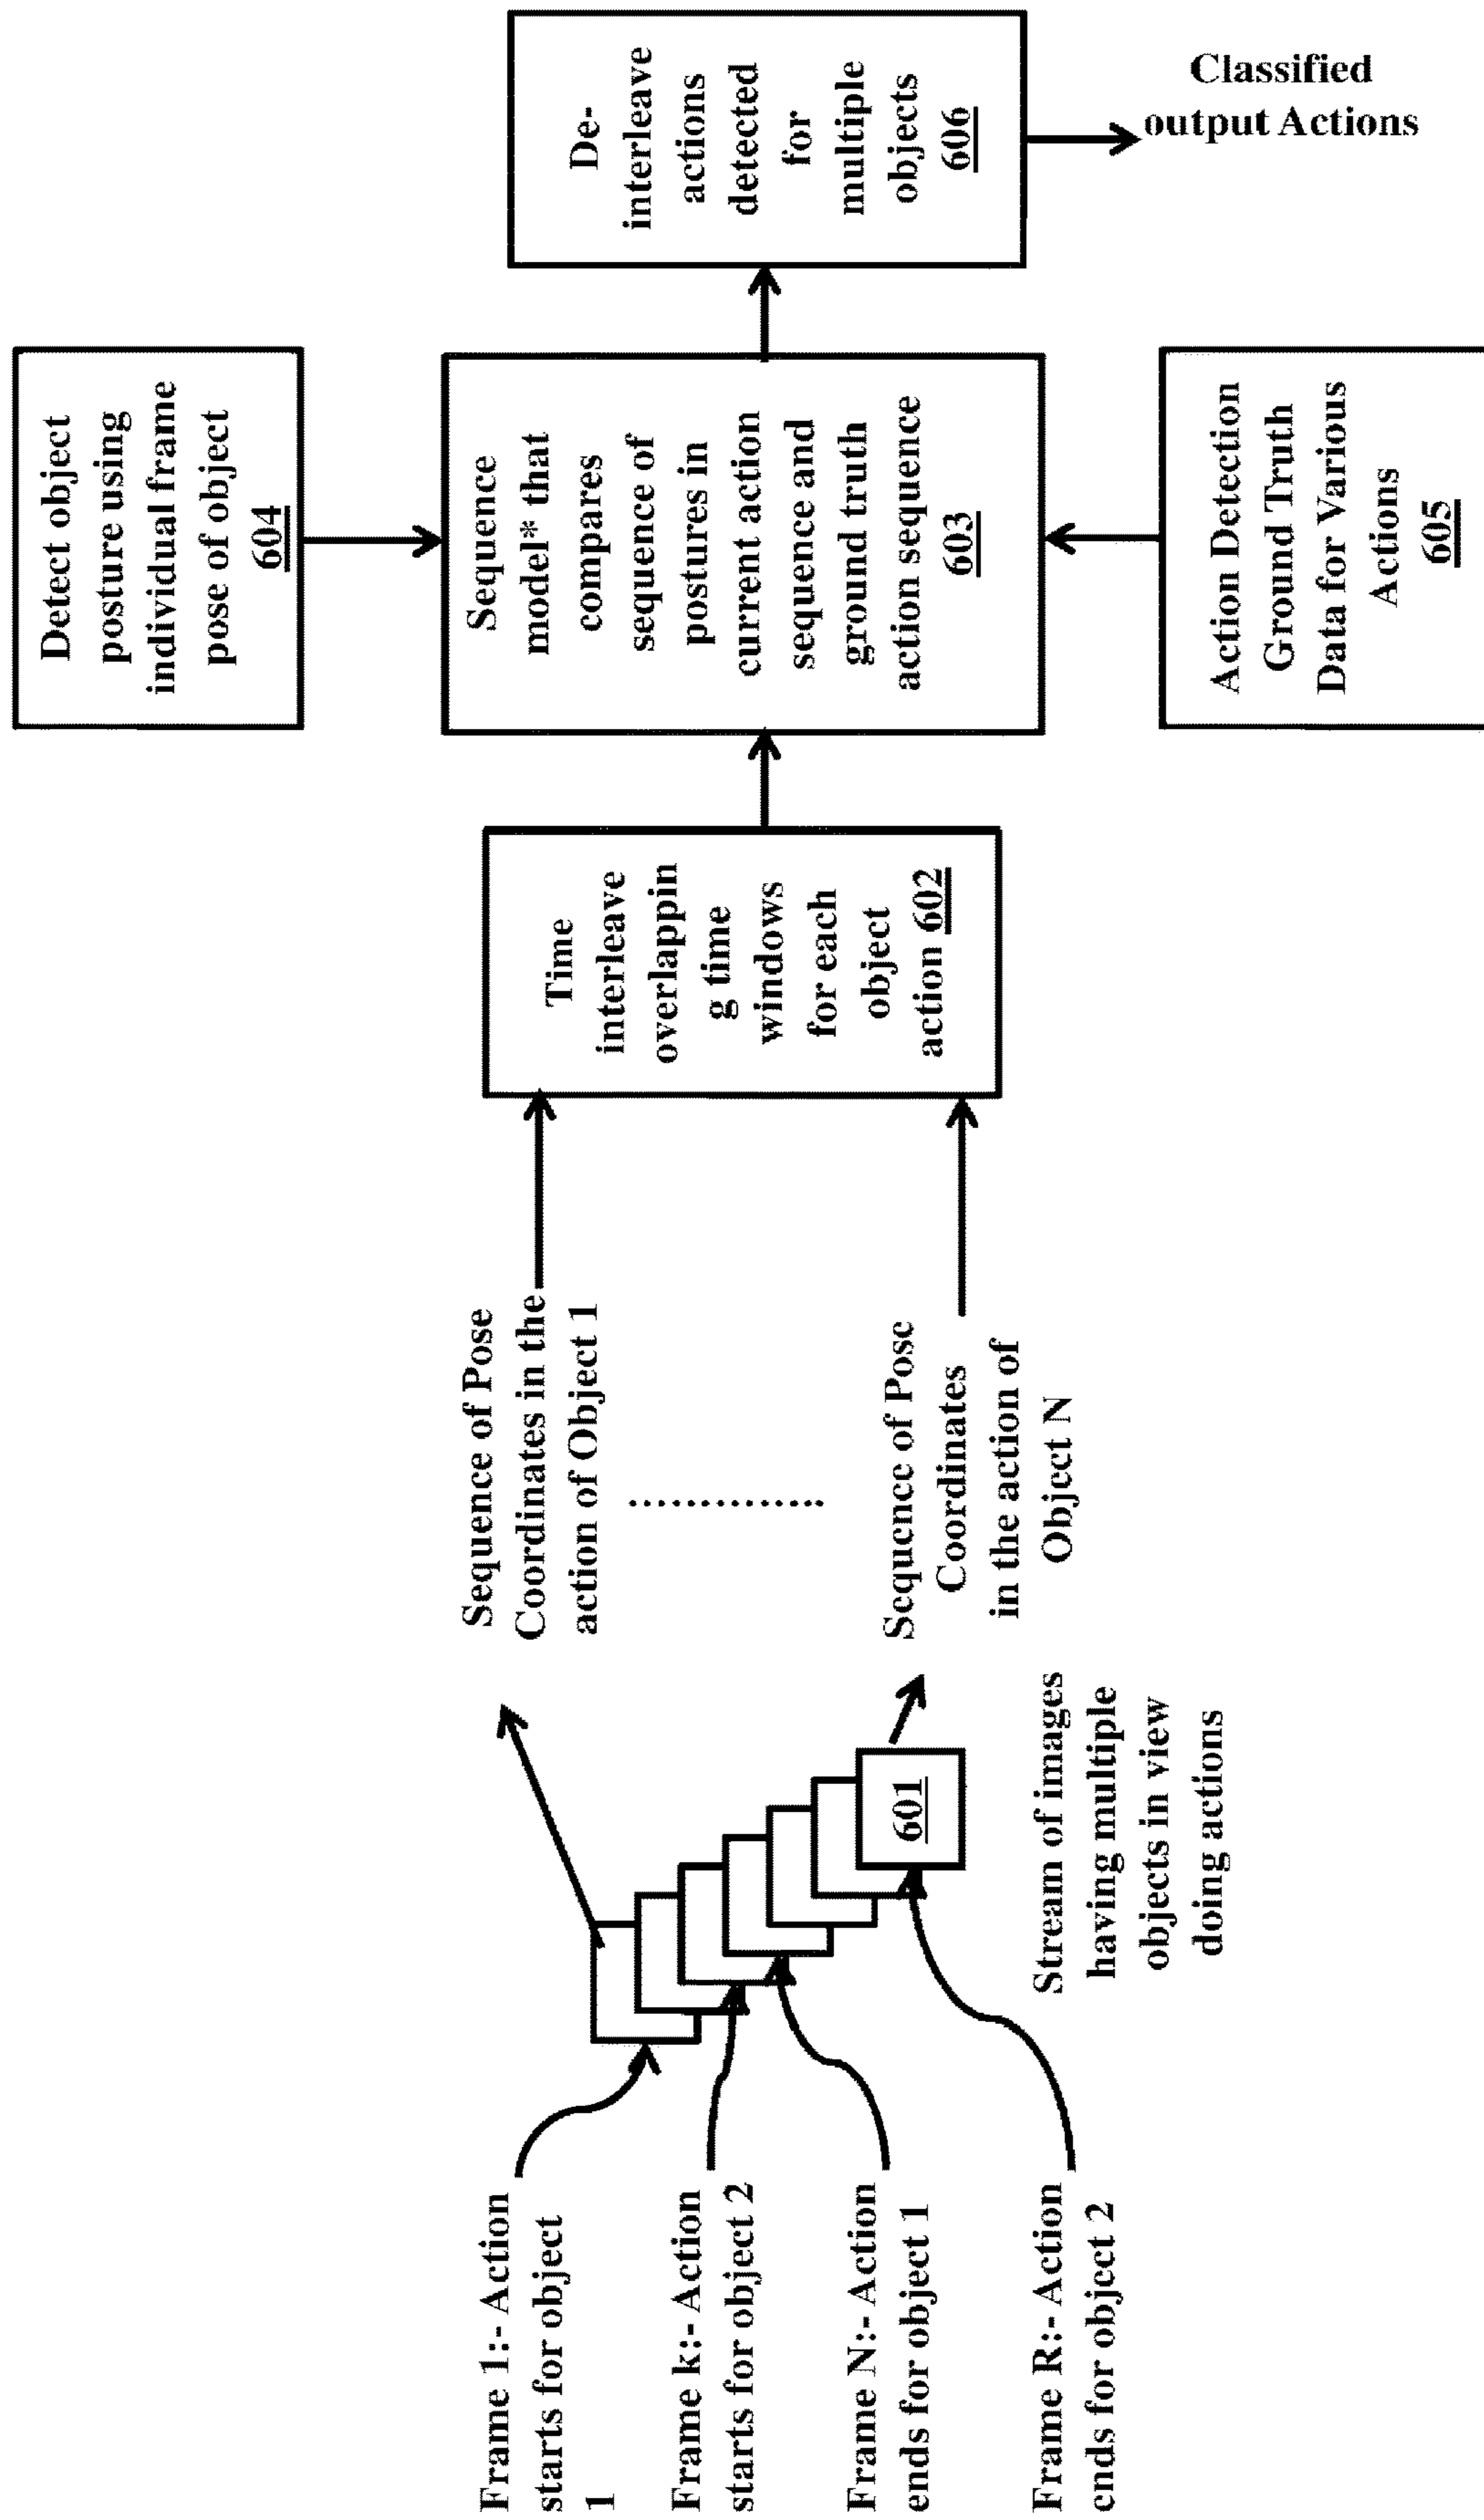 Frame 1:- Action
starts for object
1
Frame k:- Action
starts for object 2
Frame N:- Action
ends for object 1
Frame R:- Action
ends for object 2
601
Stream of images
having multiple
objects in view
doing actions
Sequence of Pose
Coordinates in the
action of Object 1
Sequence of Pose
Coordinates
in the action of
Object N
Time
interleave
overlappin
g time
windows
for each
object
action 602
Detect object
posture using
individual frame
pose of object
604
Sequence
model* that
compares
sequence of
postures in
current action
sequence and
ground truth
action sequence
603
Action Detection
Ground Truth
Data for Various
Actions
605
De-
interleave
actions
detected
for
multiple
objects
606
Classified
output Actions